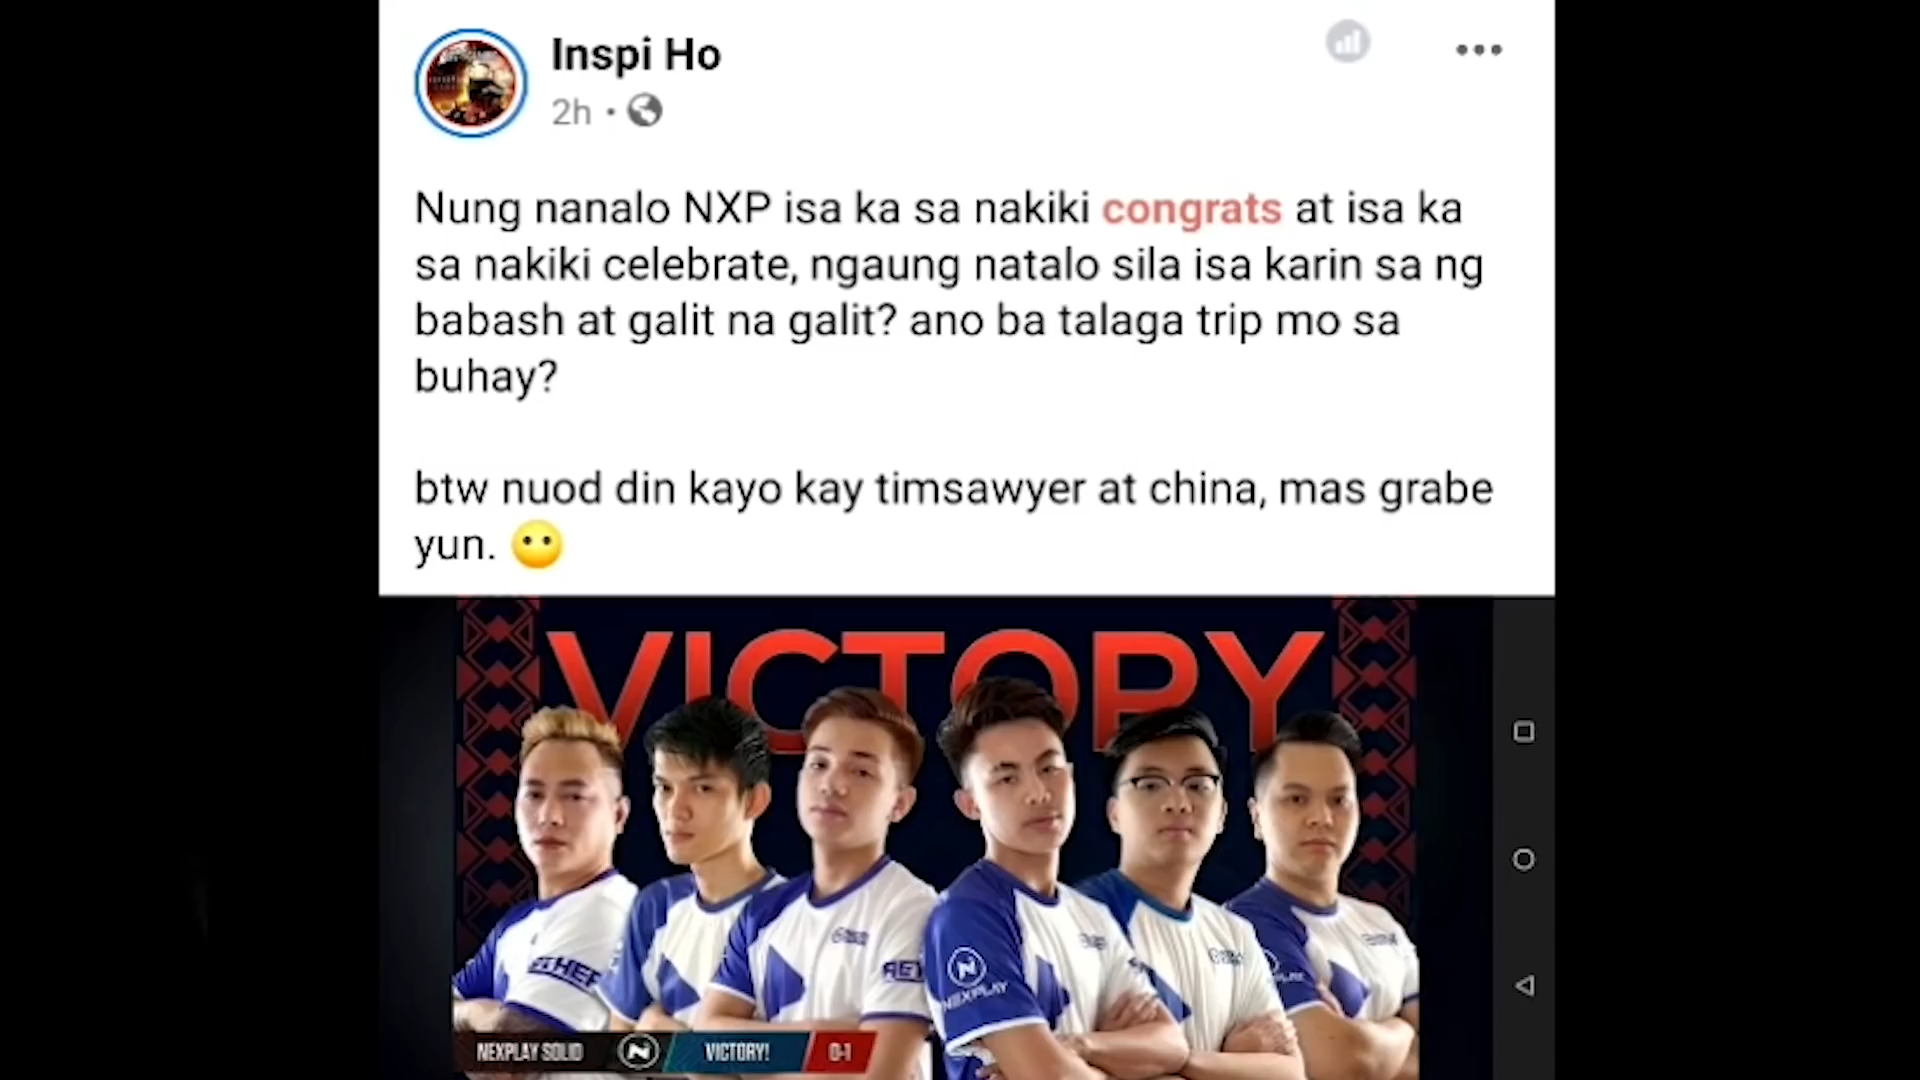 Inspi Ho
2h
Nung nanalo NXP isa ka sa nakiki congrats at isa ka
sa nakiki celebrate, ngaung natalo sila isa karin sa ng
babash at galit na galit? ano ba talaga trip mo sa
buhay?
btw nuod din kayo kay timsawyer at china, mas grabe
yun. 😶
VICTORY
NEXPLAY
NEXPLAY SOLID
VICTORY!
0-1